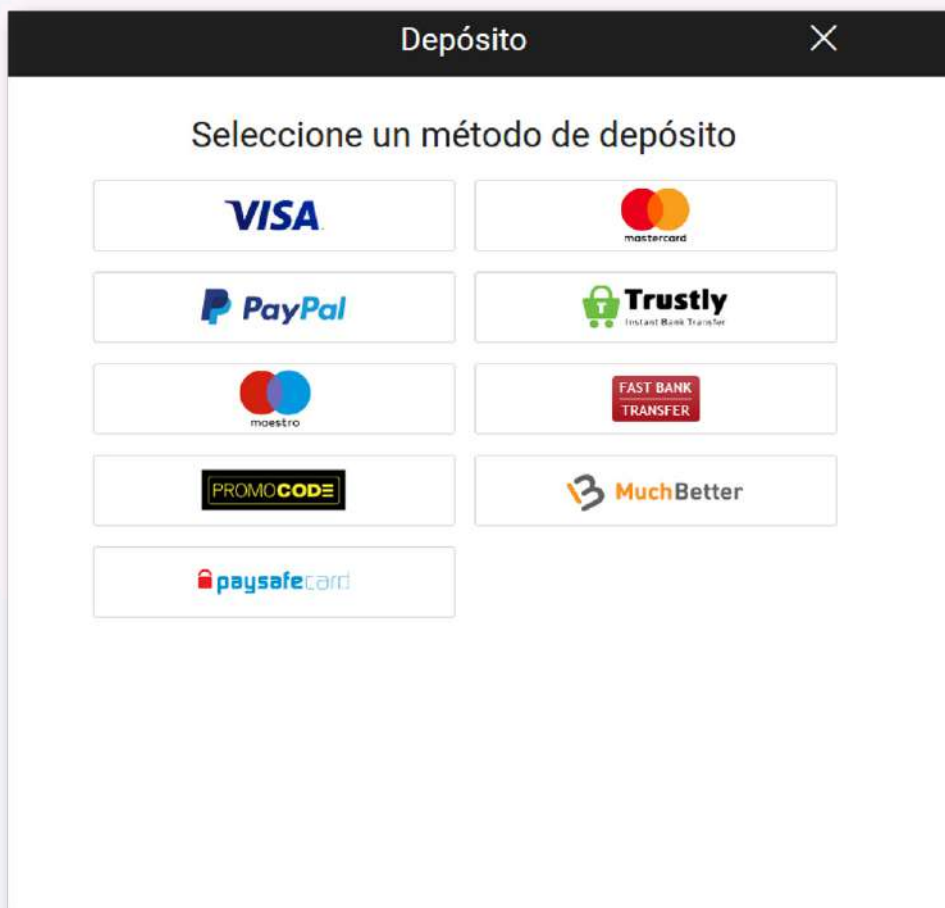 Depósito
Seleccione un método de depósito
VISA
mastercard
PayPal
Trustly
Instant Bank Transfer
maestro
FAST BANK
TRANSFER
PROMOCODE
MuchBetter
paysafecard